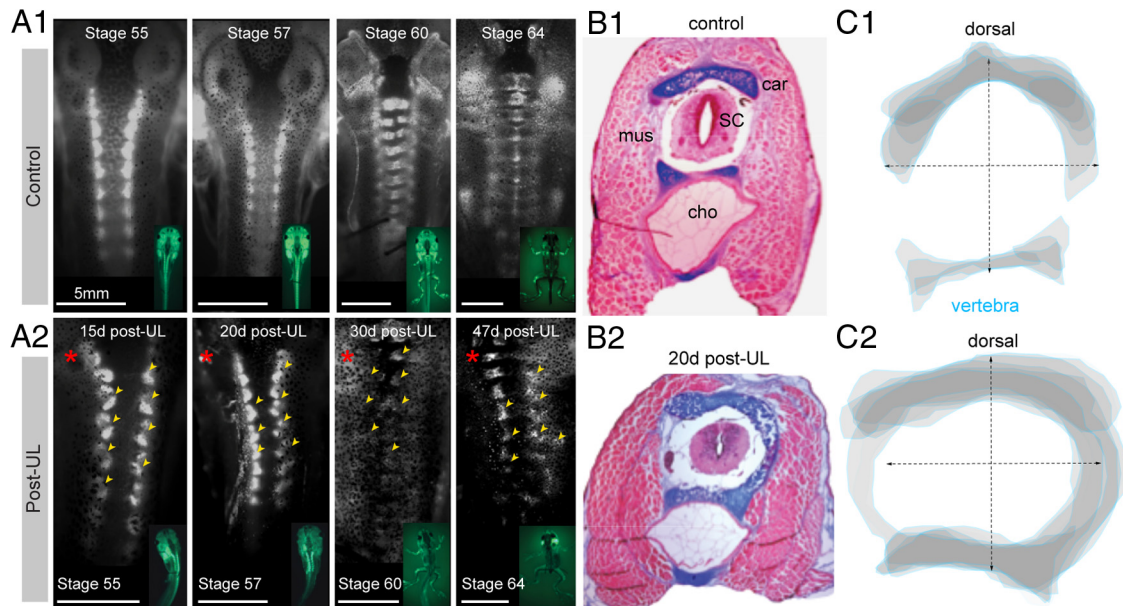 A1
Control
Stage 55
Stage 57
Stage 60
Stage 64
5mm
B1
control
car
SC
mus
cho
C1
dorsal
vertebra
A2
Post-UL
15d post-UL
20d post-UL
30d post-UL
47d post-UL
*
*
*
*
Stage 55
Stage 57
Stage 60
Stage 64
B2
20d post-UL
C2
dorsal